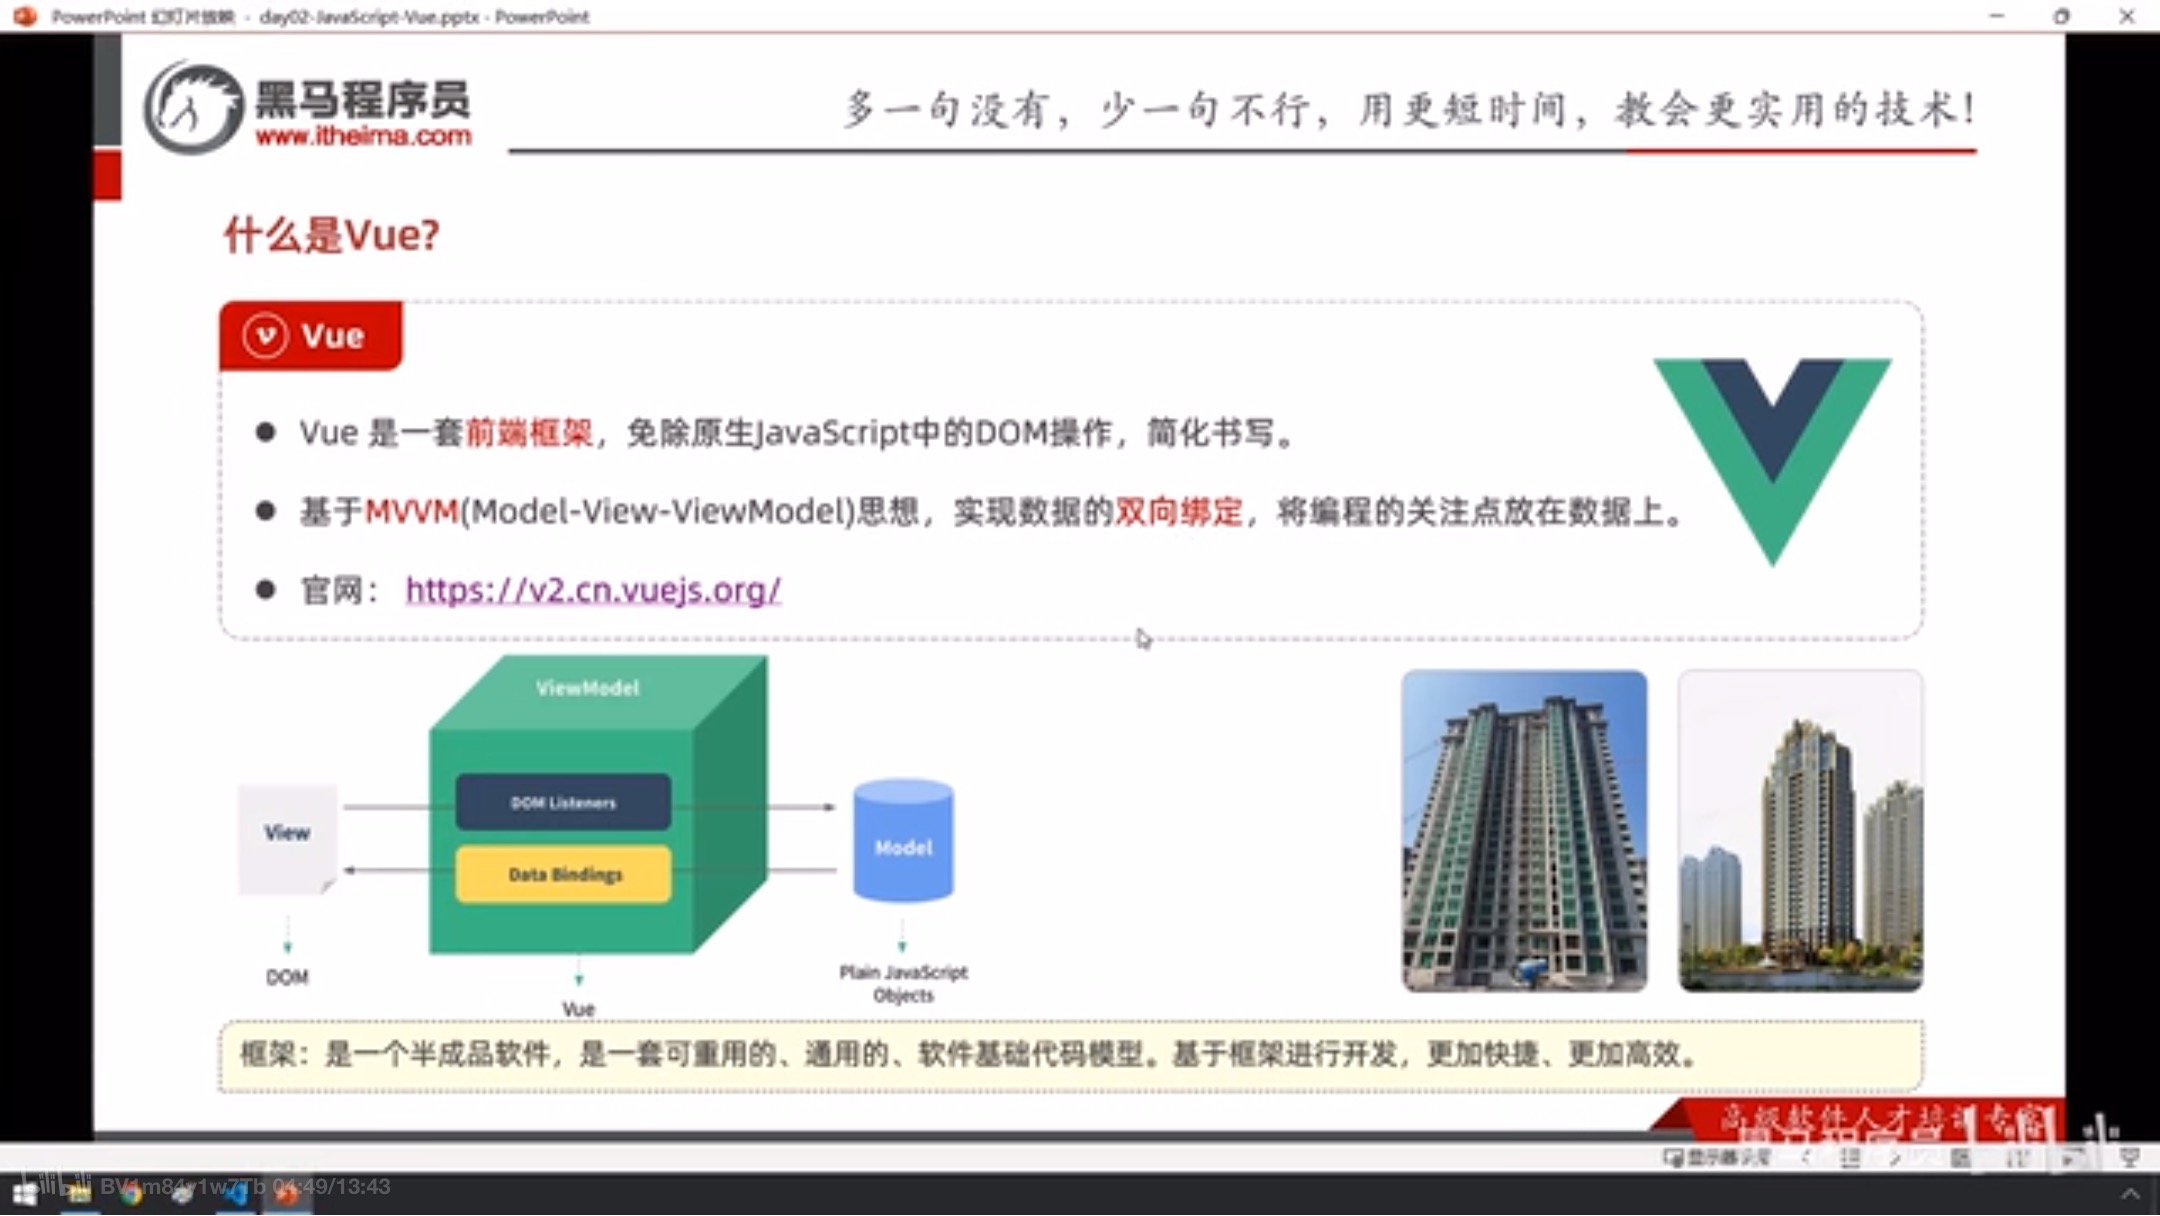 PowerPoint 幻灯片放映 - day02-JavaScript-Vue.pptx - PowerPoint
黑马程序员
www.itheima.com
多一句没有，少一句不行，用更短时间，教会更实用的技术！
什么是Vue?
V Vue
Vue 是一套前端框架，免除原生JavaScript中的DOM操作，简化书写。
基于MVVM(Model-View-ViewModel)思想，实现数据的双向绑定，将编程的关注点放在数据上。
官网： https://v2.cn.vuejs.org/
ViewModel
DOM Listeners
View
Model
Data Bindings
DOM
Plain JavaScript
Objects
Vue
框架：是一个半成品软件，是一套可重用的、通用的、软件基础代码模型。基于框架进行开发，更加快捷、更加高效。
高级软件人才培训专家
黑马程序员
bilibili
bilibili BV1m84y1w7Tb 04:49/13:43